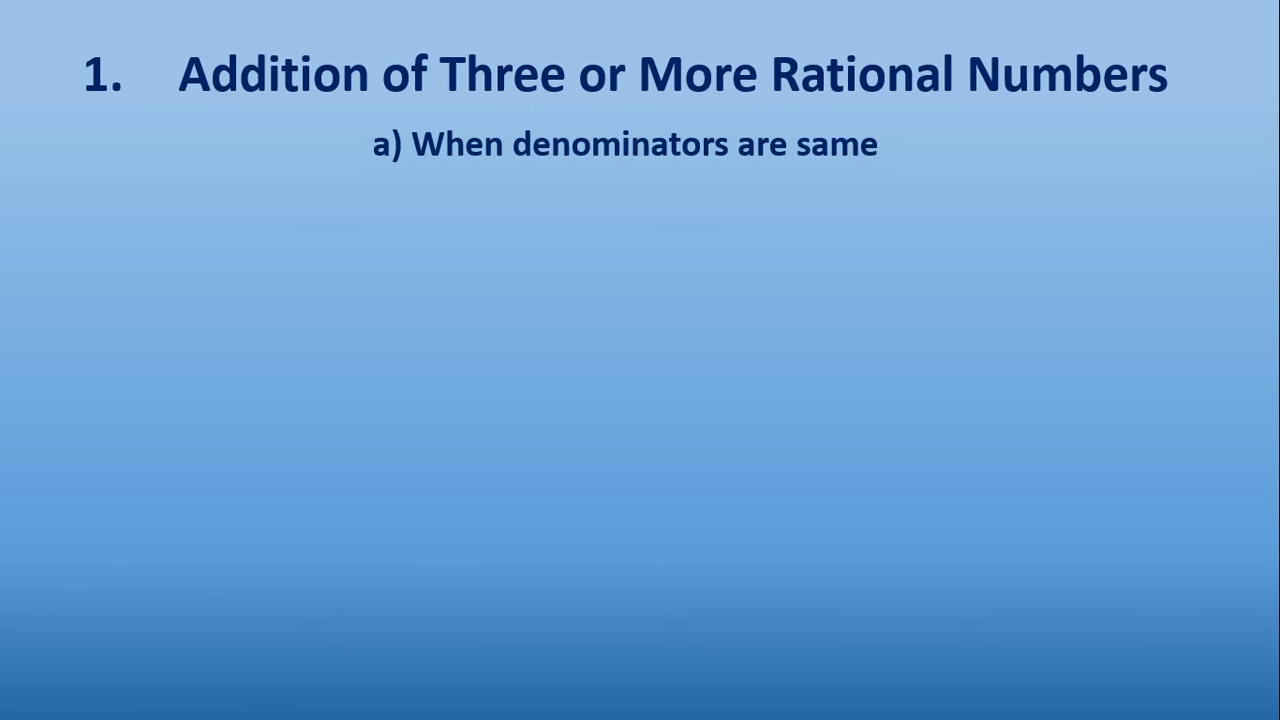 1. Addition of Three or More Rational Numbers
a) When denominators are same